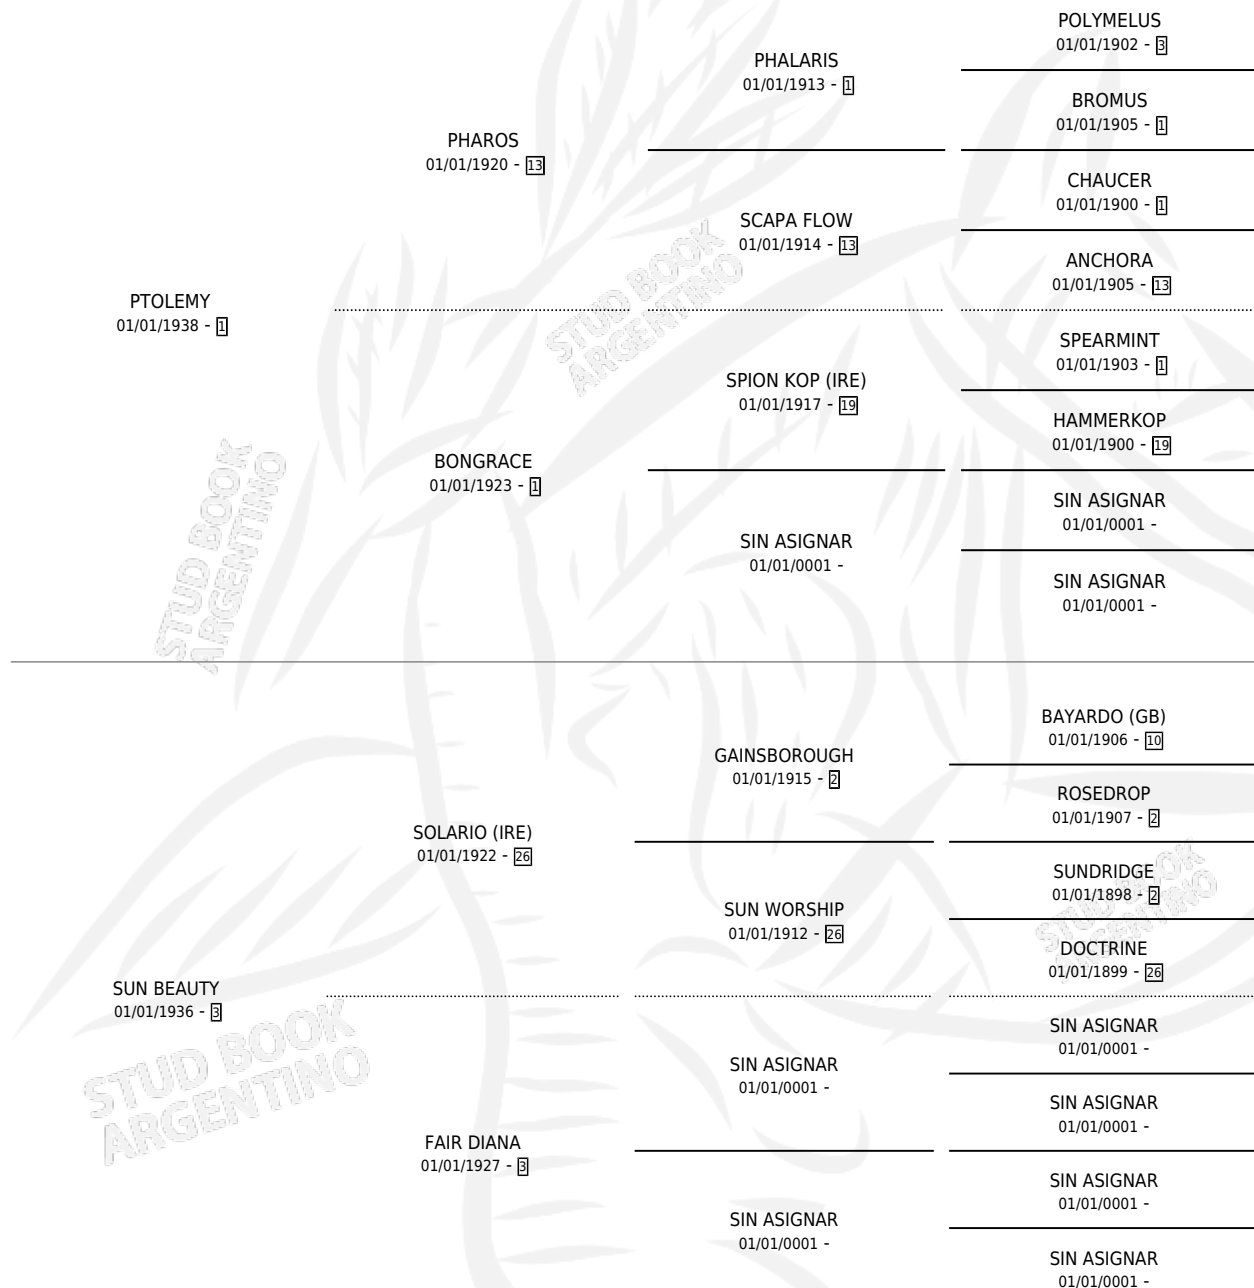 POLYMELUS
01/01/1902 - 3
PHALARIS
01/01/1913 - 1
BROMUS
01/01/1905 - 1
PHAROS
01/01/1920 - 13
CHAUCER
01/01/1900 - 1
SCAPA FLOW
01/01/1914 - 13
ANCHORA
01/01/1905 - 13
PTOLEMY
01/01/1938 - 1
SPEARMINT
01/01/1903 - 1
SPION KOP (IRE)
01/01/1917 - 19
HAMMERKOP
01/01/1900 - 19
BONGRACE
01/01/1923 - 1
SIN ASIGNAR
01/01/0001 -
SIN ASIGNAR
01/01/0001 -
SIN ASIGNAR
01/01/0001 -
STUD BOOK
ARGENTINO
STUD BOOK
ARGENTINO
BAYARDO (GB)
01/01/1906 - 10
GAINSBOROUGH
01/01/1915 - 2
ROSEDROP
01/01/1907 - 2
SOLARIO (IRE)
01/01/1922 - 26
SUNDRIDGE
01/01/1898 - 2
SUN WORSHIP
01/01/1912 - 26
DOCTRINE
01/01/1899 - 26
SUN BEAUTY
01/01/1936 - 3
SIN ASIGNAR
01/01/0001 -
SIN ASIGNAR
01/01/0001 -
SIN ASIGNAR
01/01/0001 -
FAIR DIANA
01/01/1927 - 3
SIN ASIGNAR
01/01/0001 -
SIN ASIGNAR
01/01/0001 -
SIN ASIGNAR
01/01/0001 -
STUD BOOK
ARGENTINO
STUD BOOK
ARGENTINO